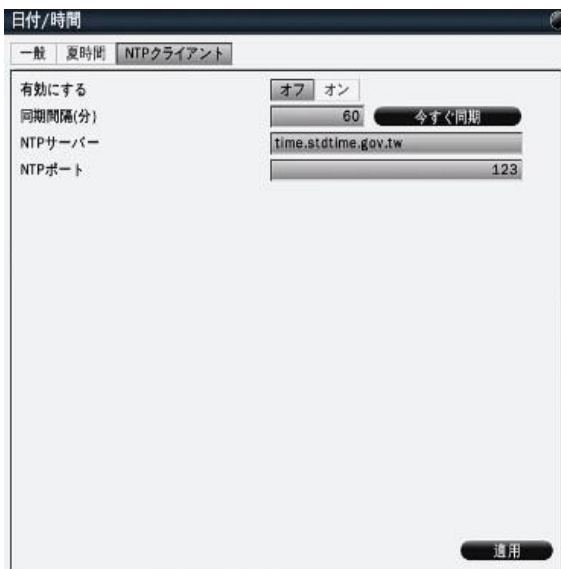 日付/時間
一般 夏時間 NTPクライアント
有効にする オフ オン
同期間隔(分) 60 今すぐ同期
NTPサーバー time.stdtime.gov.tw
NTPポート 123
適用